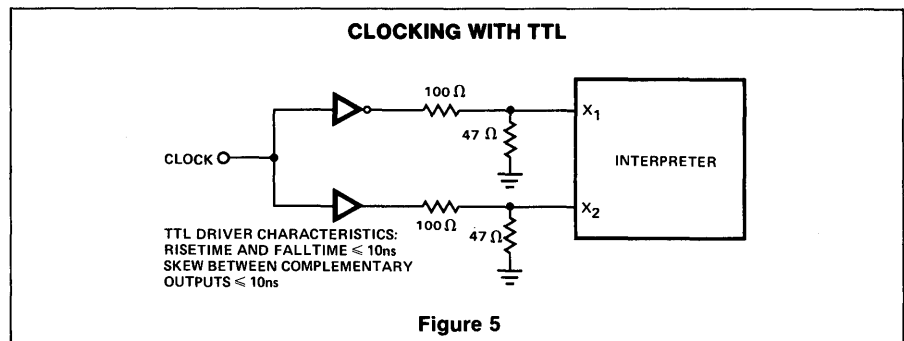 CLOCKING WITH TTL
100 Ω
X₁
47 Ω
CLOCK
INTERPRETER
X₂
100 Ω
47 Ω
TTL DRIVER CHARACTERISTICS:
RISETIME AND FALLTIME ⩽ 10ns
SKEW BETWEEN COMPLEMENTARY
OUTPUTS ⩽ 10ns
Figure 5